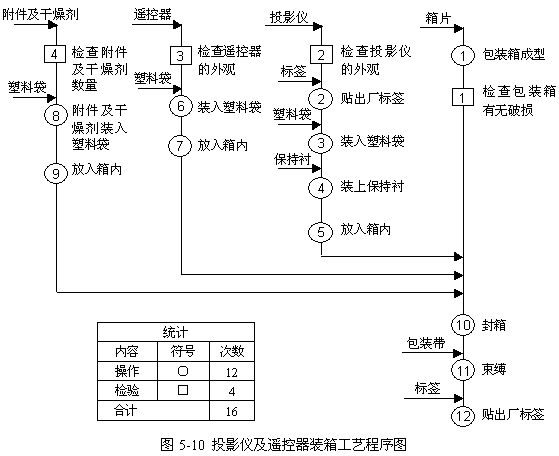 附件及干燥剂
遥控器
投影仪
箱片
4
检查附件
及干燥剂
数量
3
检查遥控器
的外观
2
检查投影仪
的外观
1
包装箱成型
塑料袋
塑料袋
标签
1
检查包装箱
有无破损
8
附件及干
燥剂装入
塑料袋
6
装入塑料袋
2
贴出厂标签
塑料袋
9
放入箱内
7
放入箱内
3
装入塑料袋
保持衬
4
装上保持衬
5
放入箱内
10
封箱
包装带
11
束缚
标签
12
贴出厂标签
统计
内容 符号 次数
操作 ○ 12
检验 □ 4
合计 16
图 5-10 投影仪及遥控器装箱工艺程序图